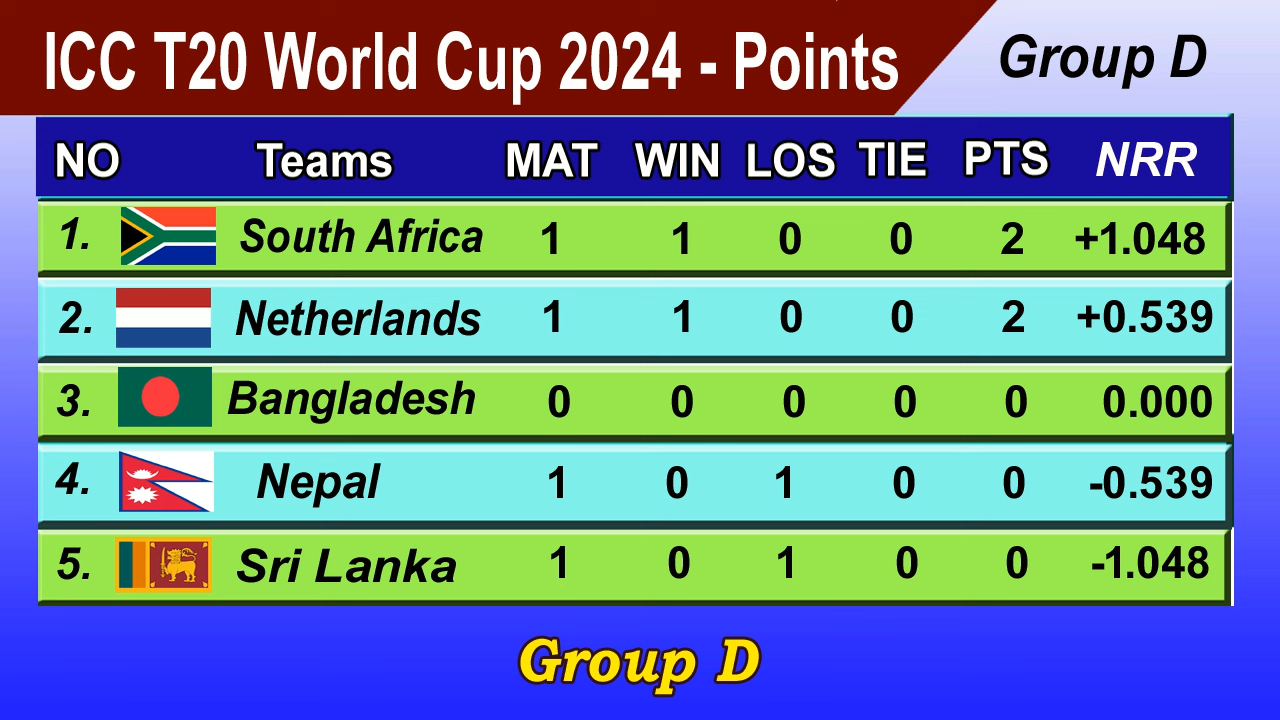 ICC T20 World Cup 2024 - Points Group D
NO Teams MAT WIN LOS TIE PTS NRR
1. South Africa 1 1 0 0 2 +1.048
2. Netherlands 1 1 0 0 2 +0.539
3. Bangladesh 0 0 0 0 0 0.000
4. Nepal 1 0 1 0 0 -0.539
5. Sri Lanka 1 0 1 0 0 -1.048
Group D